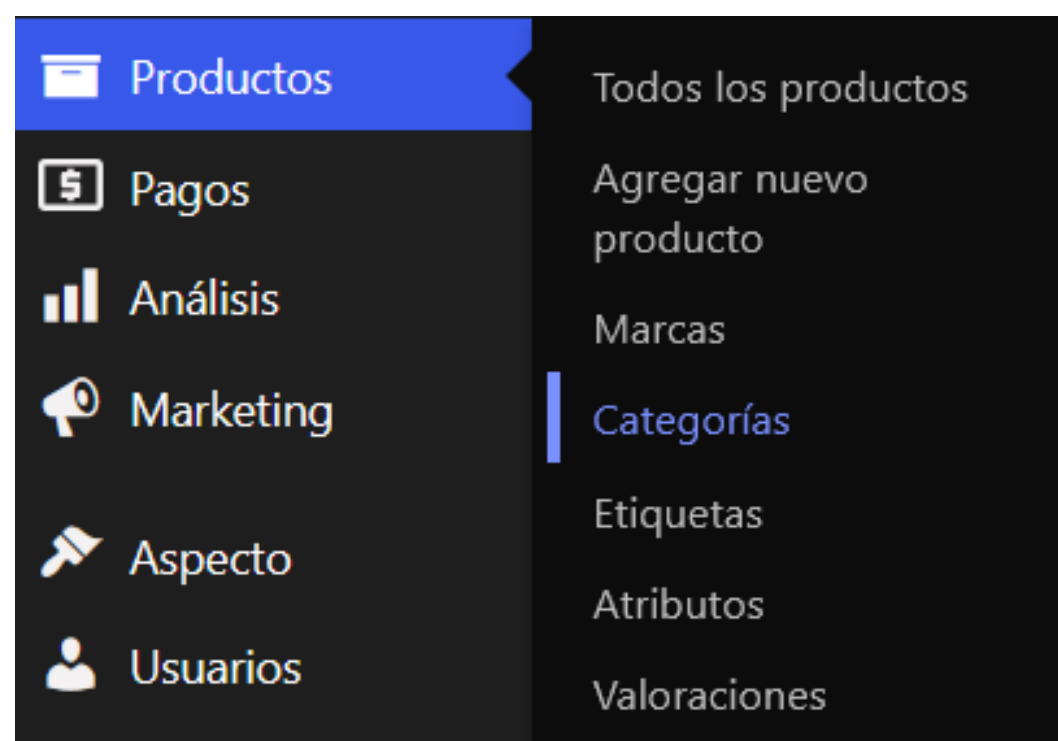 Productos
Pagos
Análisis
Marketing
Aspecto
Usuarios
Todos los productos
Agregar nuevo
producto
Marcas
Categorías
Etiquetas
Atributos
Valoraciones